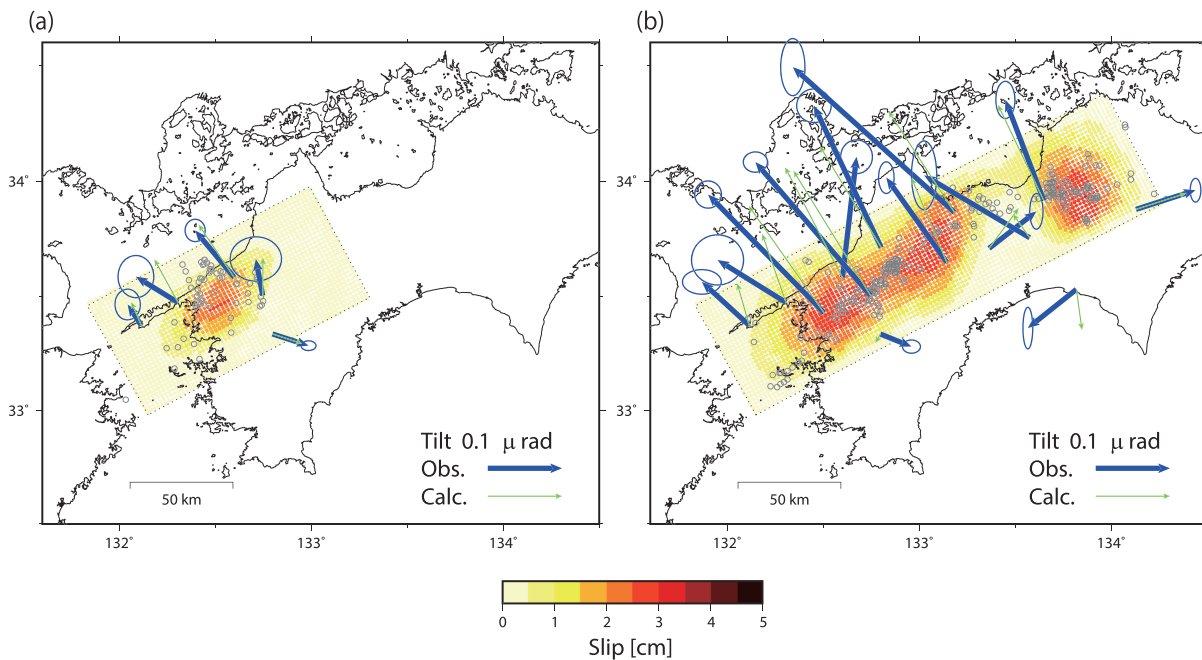 (a)
(b)
34˚
33˚
34˚
33˚
Tilt 0.1 μ rad
Obs.
Calc.
50 km
Tilt 0.1 μ rad
Obs.
Calc.
50 km
132˚ 133˚ 134˚
132˚ 133˚ 134˚
0 1 2 3 4 5
Slip [cm]